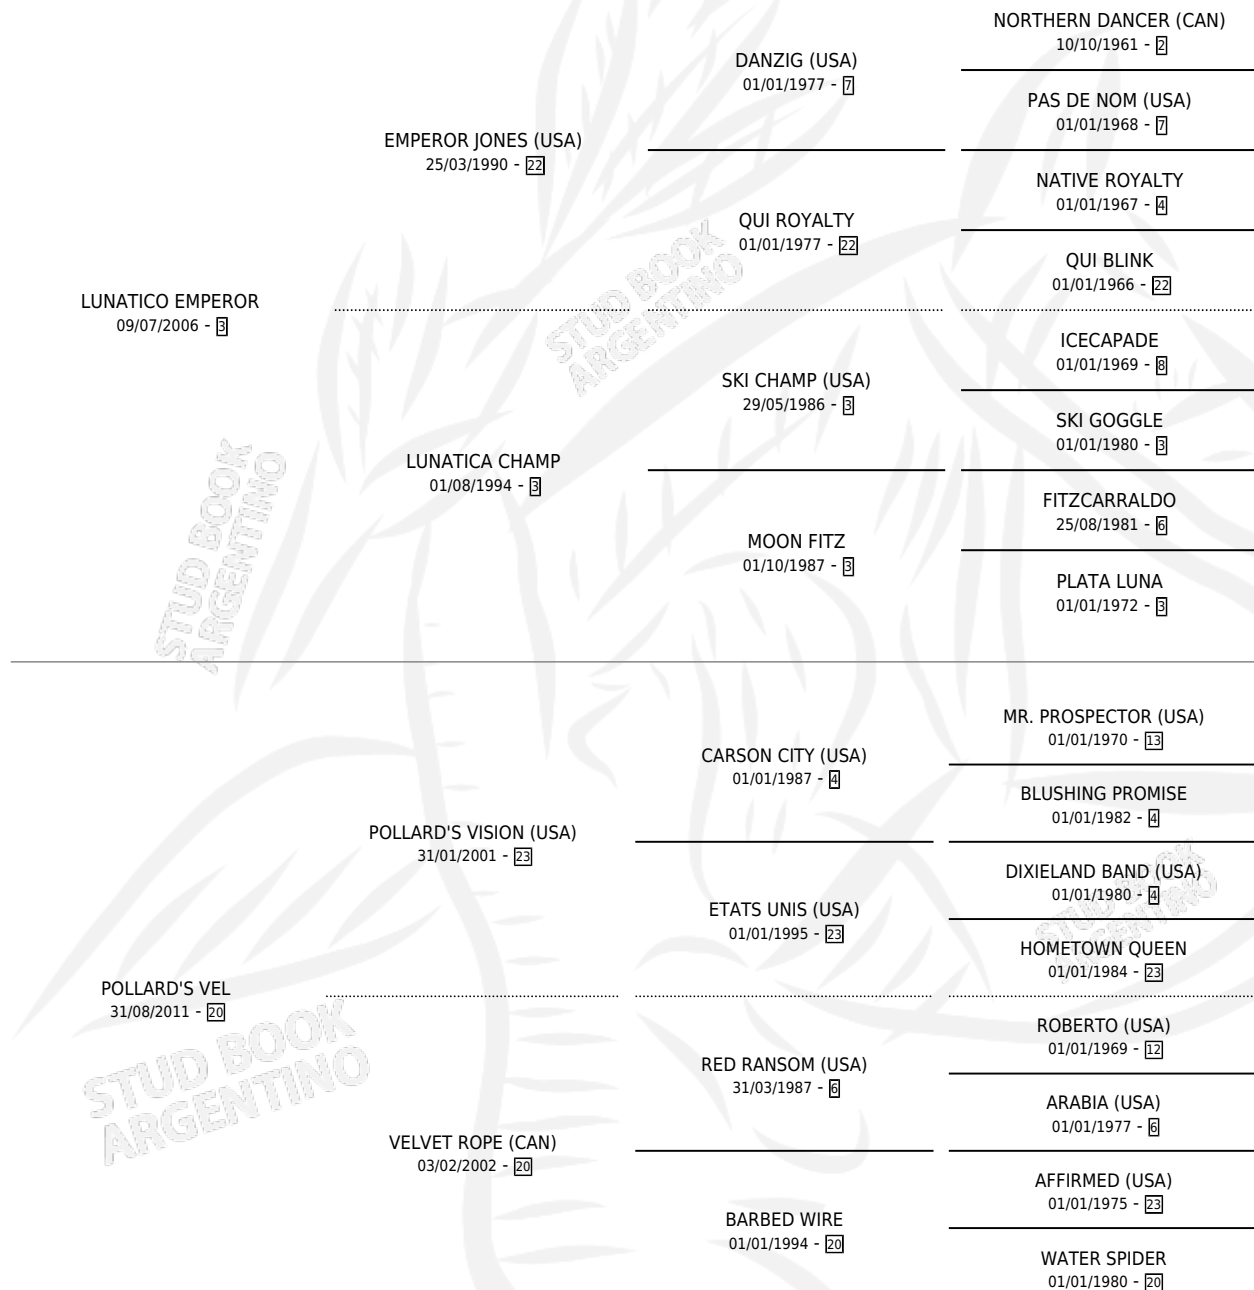 NORTHERN DANCER (CAN)
10/10/1961 - 2
DANZIG (USA)
01/01/1977 - 7
PAS DE NOM (USA)
01/01/1968 - 7
EMPEROR JONES (USA)
25/03/1990 - 22
NATIVE ROYALTY
01/01/1967 - 4
QUI ROYALTY
01/01/1977 - 22
QUI BLINK
01/01/1966 - 22
LUNATICO EMPEROR
09/07/2006 - 3
ICECAPADE
01/01/1969 - 8
SKI CHAMP (USA)
29/05/1986 - 3
SKI GOGGLE
01/01/1980 - 3
LUNATICA CHAMP
01/08/1994 - 3
FITZCARRALDO
25/08/1981 - 6
MOON FITZ
01/10/1987 - 3
PLATA LUNA
01/01/1972 - 3
STUD BOOK
ARGENTINO
STUD BOOK
ARGENTINO
MR. PROSPECTOR (USA)
01/01/1970 - 13
CARSON CITY (USA)
01/01/1987 - 4
BLUSHING PROMISE
01/01/1982 - 4
POLLARD'S VISION (USA)
31/01/2001 - 23
DIXIELAND BAND (USA)
01/01/1980 - 4
ETATS UNIS (USA)
01/01/1995 - 23
HOMETOWN QUEEN
01/01/1984 - 23
POLLARD'S VEL
31/08/2011 - 20
ROBERTO (USA)
01/01/1969 - 12
RED RANSOM (USA)
31/03/1987 - 6
ARABIA (USA)
01/01/1977 - 6
VELVET ROPE (CAN)
03/02/2002 - 20
AFFIRMED (USA)
01/01/1975 - 23
BARBED WIRE
01/01/1994 - 20
WATER SPIDER
01/01/1980 - 20
STUD BOOK
ARGENTINO
STUD BOOK
ARGENTINO